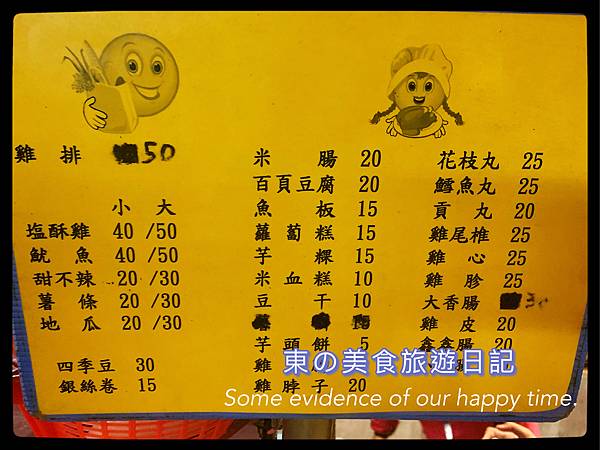 雞排 50
小 大
塩酥雞 40 /50
魷魚 40 /50
甜不辣 20 /30
薯條 20 /30
地瓜 20 /30
四季豆 30
銀絲卷 15
米腸 20
百頁豆腐 20
魚板 15
蘿蔔糕 15
芋粿 15
米血糕 10
豆干 10
芋頭餅 5
雞
雞脖子 20
花枝丸 25
鱈魚丸 25
貢丸 20
雞尾椎 25
雞心 25
雞胗 25
大香腸 30
雞皮 20
鑫鑫腸 20
東の美食旅遊日記
Some evidence of our happy time.